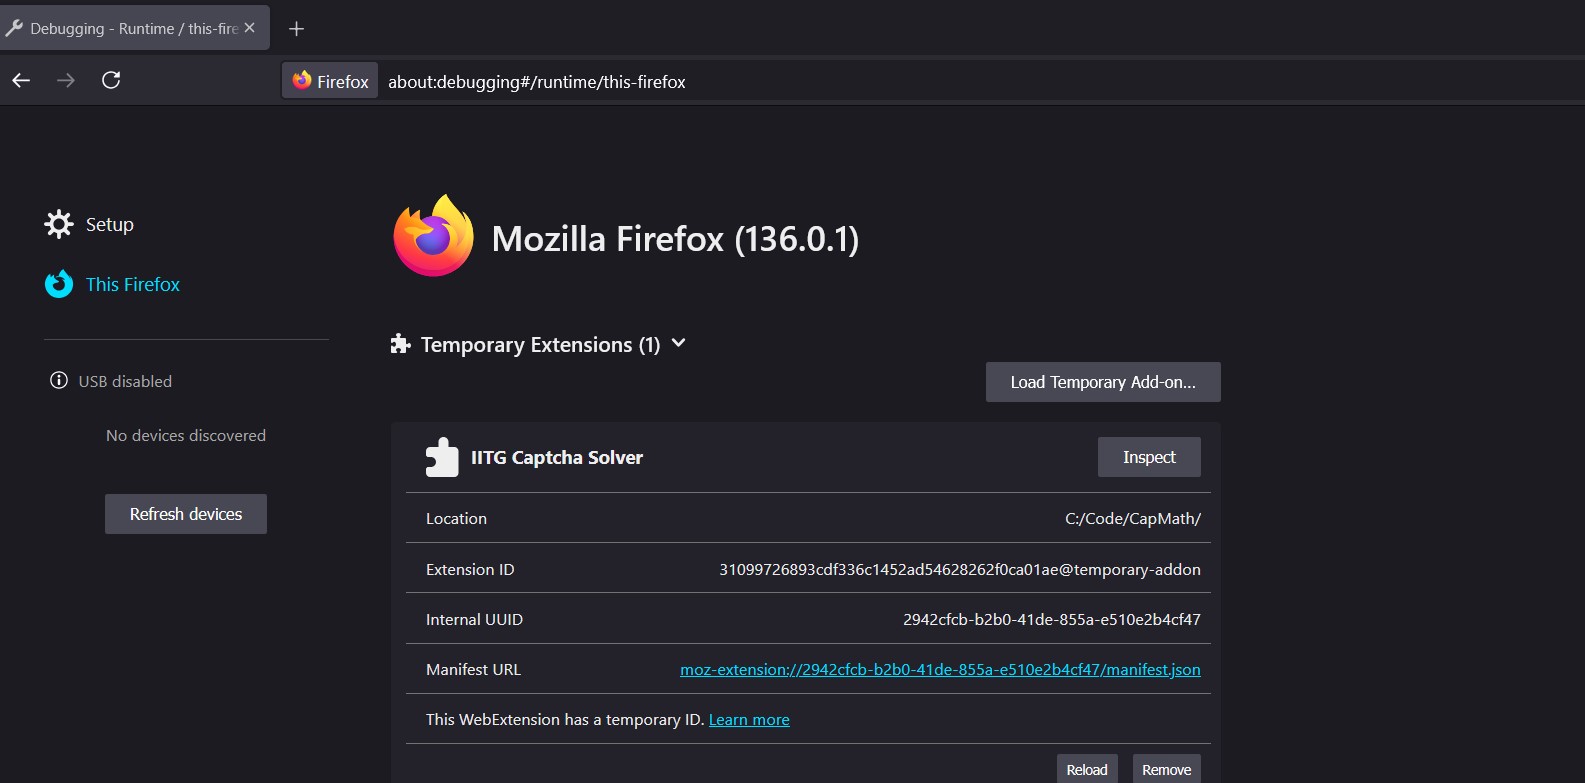 Debugging - Runtime / this-fire
Firefox about:debugging#/runtime/this-firefox
Setup
This Firefox
USB disabled
No devices discovered
Refresh devices
Mozilla Firefox (136.0.1)
Temporary Extensions (1)
Load Temporary Add-on...
IITG Captcha Solver
Inspect
Location C:/Code/CapMath/
Extension ID 31099726893cdf336c1452ad54628262f0ca01ae@temporary-addon
Internal UUID 2942cfcb-b2b0-41de-855a-e510e2b4cf47
Manifest URL moz-extension://2942cfcb-b2b0-41de-855a-e510e2b4cf47/manifest.json
This WebExtension has a temporary ID. Learn more
Reload Remove